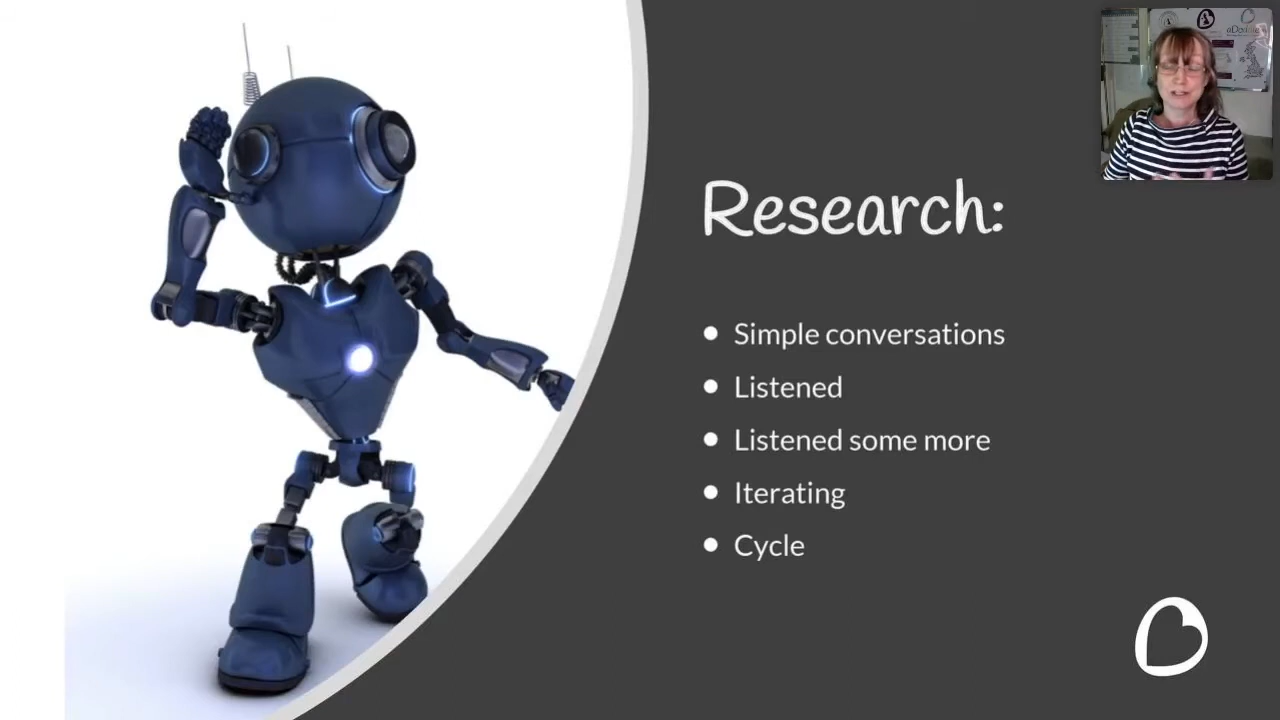 Research:
Simple conversations
Listened
Listened some more
Iterating
Cycle